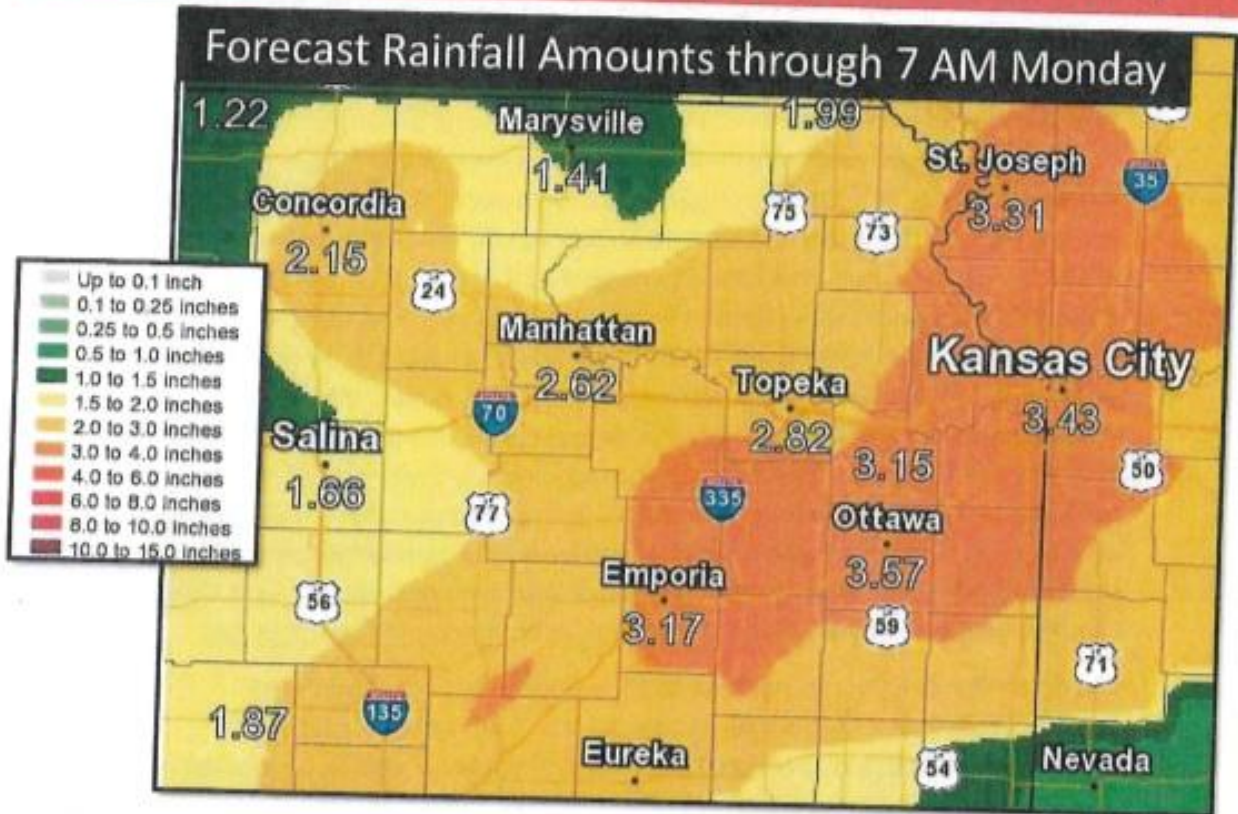 Forecast Rainfall Amounts through 7 AM Monday
1.22
Marysville
1.41
1.99
St. Joseph
3.31
35
Concordia
2.15
75
73
24
Up to 0.1 inch
0.1 to 0.25 inches
0.25 to 0.5 inches
0.5 to 1.0 inches
1.0 to 1.5 inches
1.5 to 2.0 inches
2.0 to 3.0 inches
3.0 to 4.0 inches
4.0 to 6.0 inches
6.0 to 8.0 inches
8.0 to 10.0 inches
10.0 to 15.0 inches
Manhattan
2.62
Topeka
2.82
Kansas City
3.43
70
Salina
1.66
3.15
50
335
77
Ottawa
3.57
Emporia
3.17
56
59
71
1.87
135
Eureka
54
Nevada